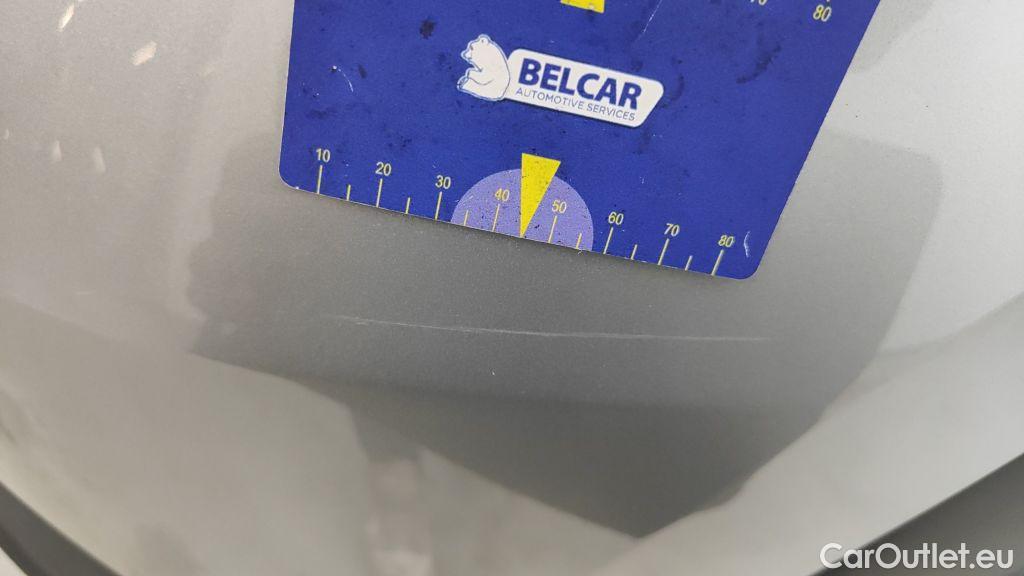 80
BELCAR
AUTOMOTIVE SERVICES
10 20 30 40 50 60 70 80
CarOutlet.eu